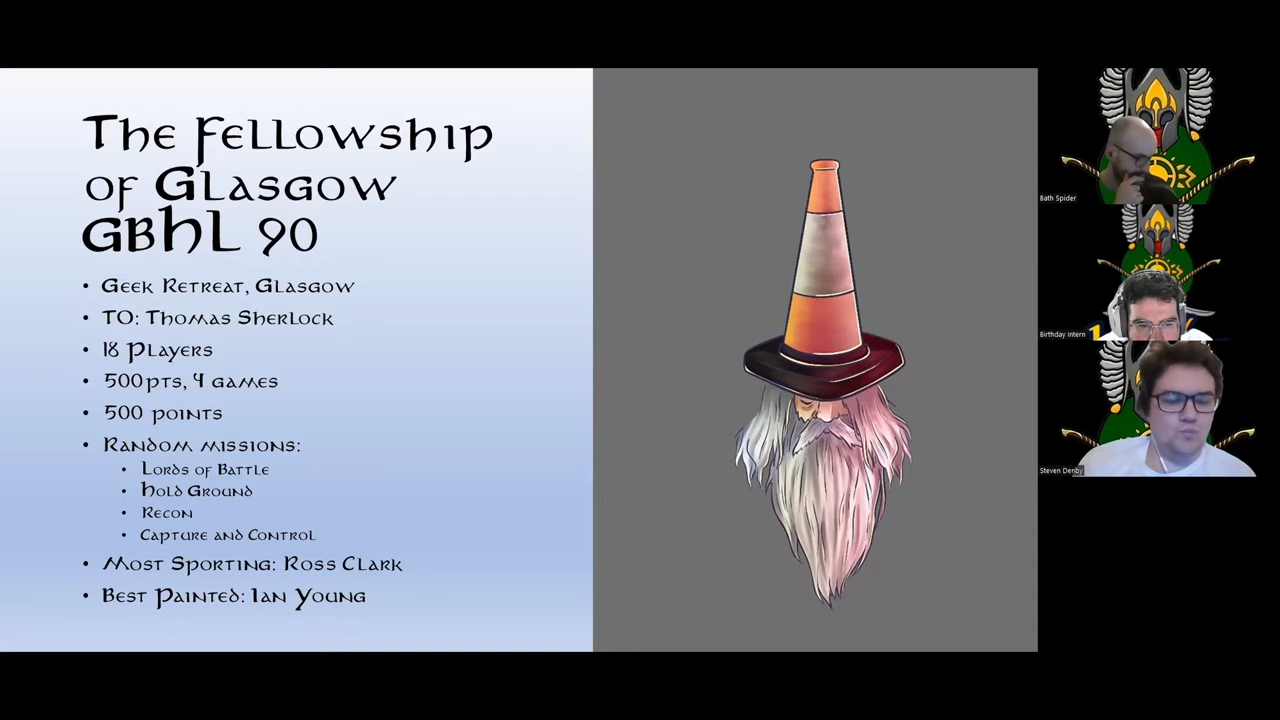 The Fellowship
of Glasgow
GBHL 90
• Geek Retreat, Glasgow
• TO: Thomas Sherlock
• 18 Players
• 500pts, 4 games
• 500 points
• Random missions:
• Lords of Battle
• Hold Ground
• Recon
• Capture and Control
• Most Sporting: Ross Clark
• Best Painted: Ian Young
Bath Spider
Birthday Intern
Steven Denby